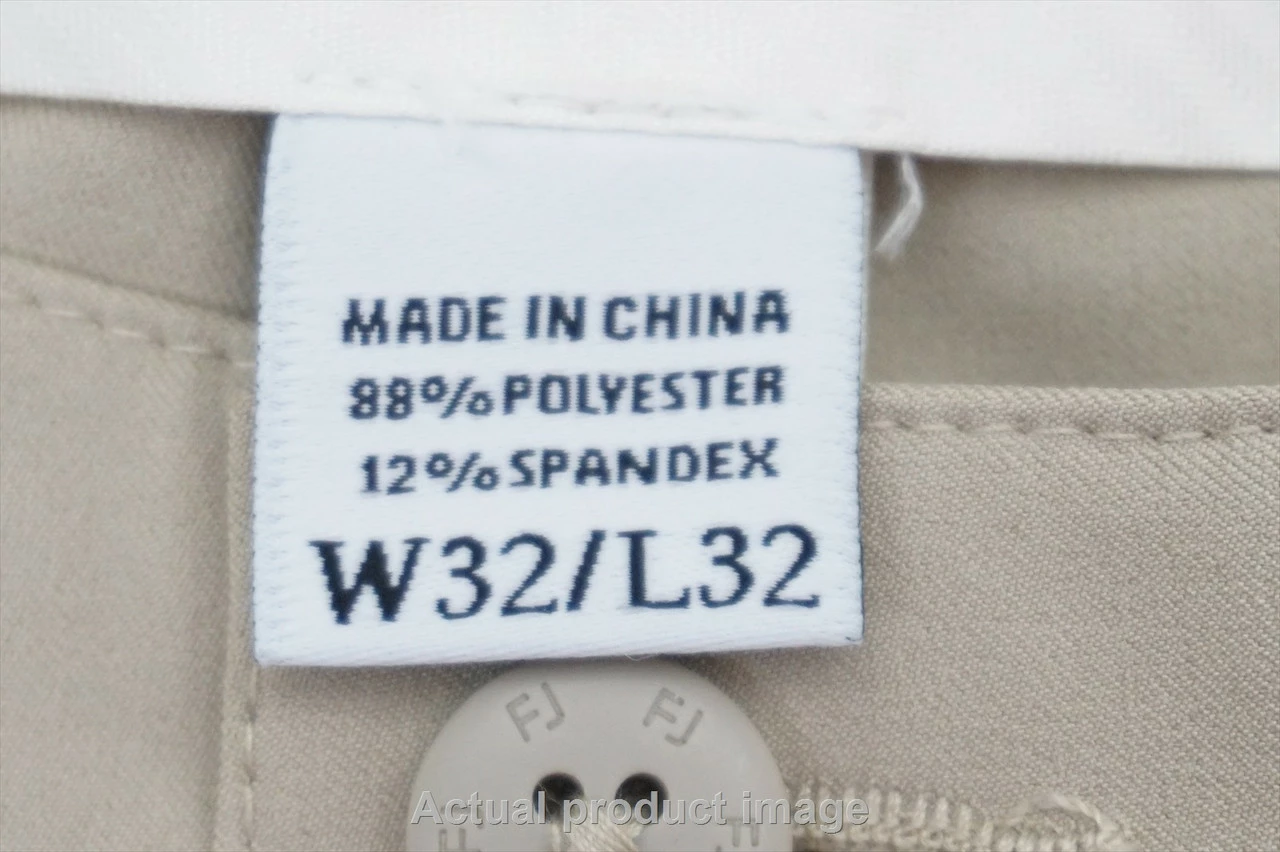 MADE IN CHINA
88% POLYESTER
12% SPANDEX
W32/L32
FJ FJ
Actual product image